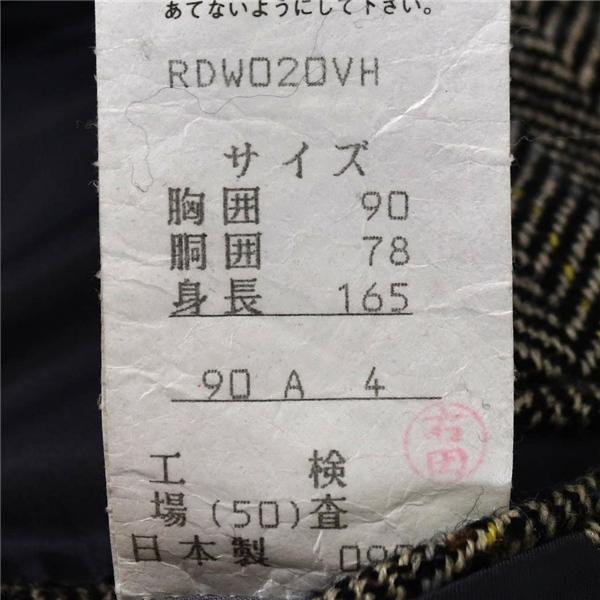 あてないようにして下さい。
RDW020VH
サイズ
胸囲 90
胴囲 78
身長 165
90 A 4
工 検
場(50)査
日本製